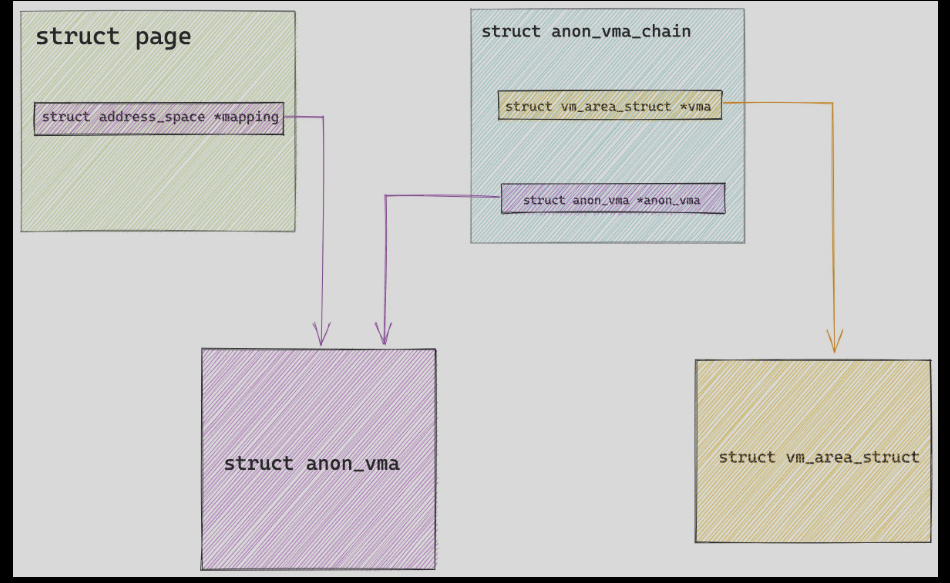 struct page
struct address_space *mapping
struct anon_vma_chain
struct vm_area_struct *vma
struct anon_vma *anon_vma
struct anon_vma
struct vm_area_struct